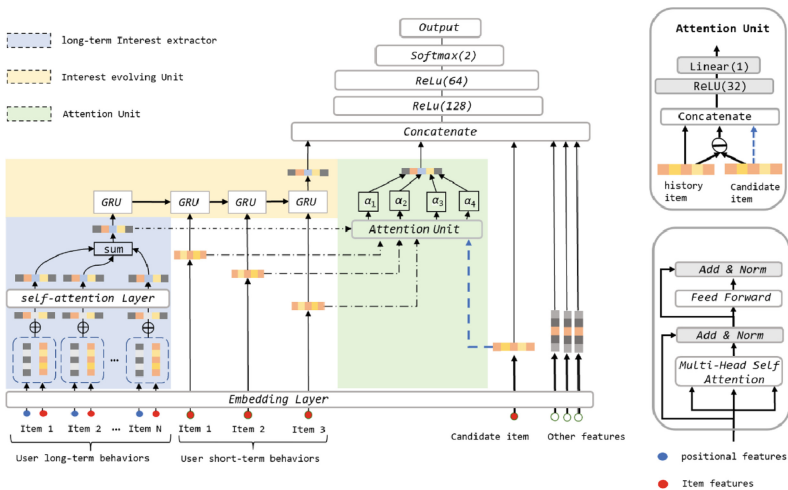 Output
Softmax(2)
ReLu(64)
ReLu(128)
Concatenate
long-term Interest extractor
Interest evolving Unit
Attention Unit
GRU GRU GRU GRU
α1 α2 α3 α4
Attention Unit
sum
self-attention Layer
...
Embedding Layer
Item 1 Item 2 ... Item N Item 1 Item 2 Item 3 Candidate item Other features
User long-term behaviors User short-term behaviors
Attention Unit
Linear(1)
ReLU(32)
Concatenate
history item
Candidate item
Add & Norm
Feed Forward
Add & Norm
Multi-Head Self
Attention
positional features
Item features